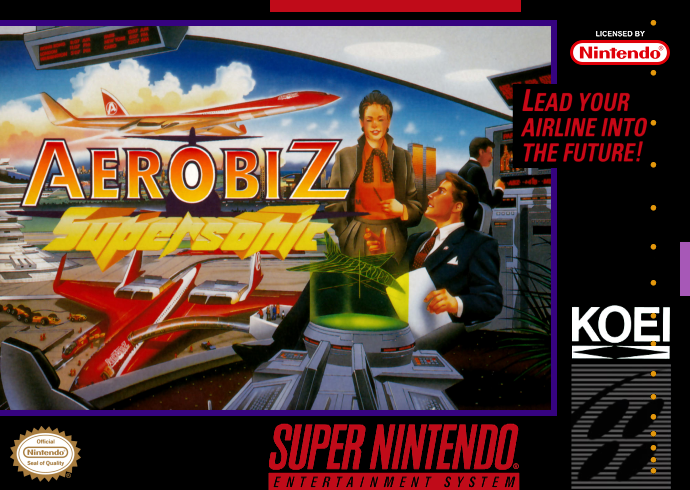 LICENSED BY
Nintendo®
LEAD YOUR
AIRLINE INTO
THE FUTURE!
A
AEROBIZ
Supersonic
KOEI
Official
Nintendo
Seal of Quality
SUPER NINTENDO®
ENTERTAINMENT SYSTEM